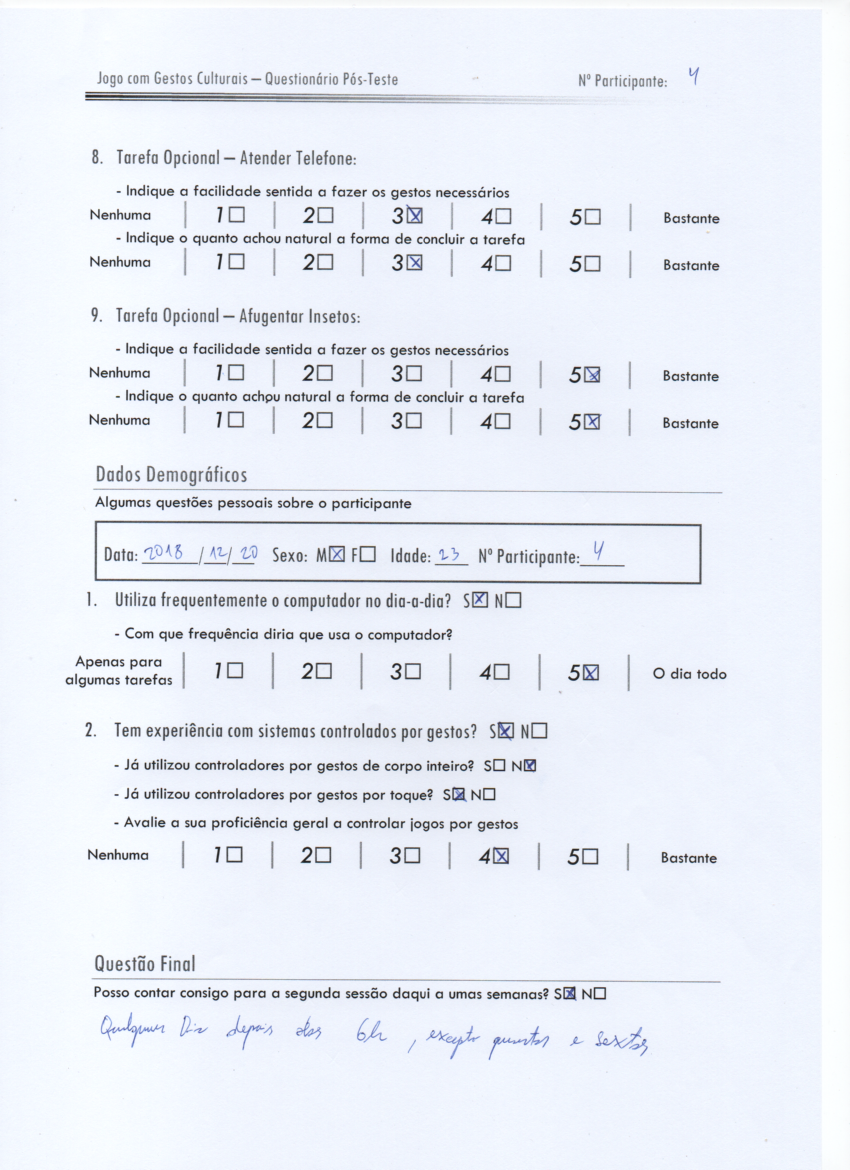 Jogo com Gestos Culturais – Questionário Pós-Teste Nº Participante: 4
8. Tarefa Opcional – Atender Telefone:
- Indique a facilidade sentida a fazer os gestos necessários
Nenhuma | 1☐ | 2☐ | 3☒ | 4☐ | 5☐ | Bastante
- Indique o quanto achou natural a forma de concluir a tarefa
Nenhuma | 1☐ | 2☐ | 3☒ | 4☐ | 5☐ | Bastante
9. Tarefa Opcional – Afugentar Insetos:
- Indique a facilidade sentida a fazer os gestos necessários
Nenhuma | 1☐ | 2☐ | 3☐ | 4☐ | 5☒ | Bastante
- Indique o quanto achou natural a forma de concluir a tarefa
Nenhuma | 1☐ | 2☐ | 3☐ | 4☐ | 5☒ | Bastante
Dados Demográficos
Algumas questões pessoais sobre o participante
Data: 2018/12/20 Sexo: M☒ F☐ Idade: 23 Nº Participante: 4
1. Utiliza frequentemente o computador no dia-a-dia? S☒ N☐
- Com que frequência diria que usa o computador?
Apenas para
algumas tarefas | 1☐ | 2☐ | 3☐ | 4☐ | 5☒ | O dia todo
2. Tem experiência com sistemas controlados por gestos? S☒ N☐
- Já utilizou controladores por gestos de corpo inteiro? S☐ N☒
- Já utilizou controladores por gestos por toque? S☒ N☐
- Avalie a sua proficiência geral a controlar jogos por gestos
Nenhuma | 1☐ | 2☐ | 3☐ | 4☒ | 5☐ | Bastante
Questão Final
Posso contar consigo para a segunda sessão daqui a umas semanas? S☒ N☐
Qualquer Dia depois das 6h, excepto e sextas